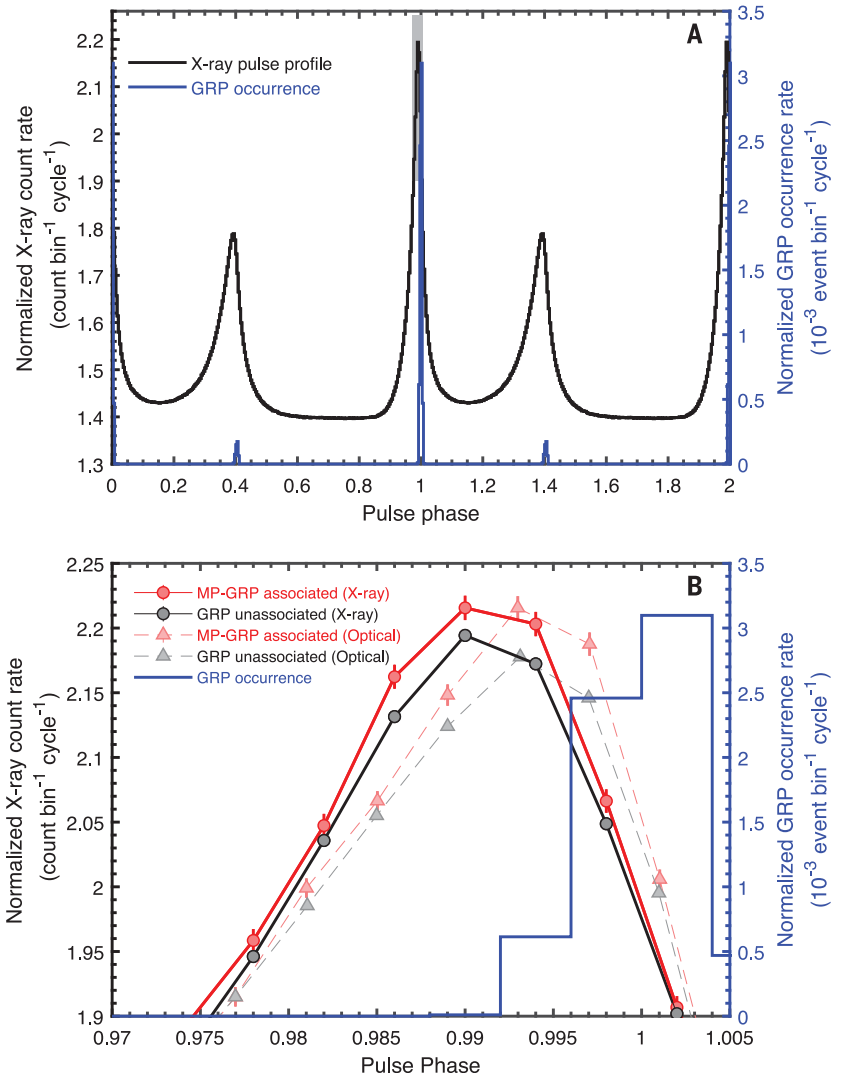 A
X-ray pulse profile
GRP occurrence
Normalized X-ray count rate
(count bin⁻¹ cycle⁻¹)
2.2
2.1
2
1.9
1.8
1.7
1.6
1.5
1.4
1.3
3.5
3
2.5
2
1.5
1
0.5
0
Normalized GRP occurrence rate
(10⁻³ event bin⁻¹ cycle⁻¹)
0 0.2 0.4 0.6 0.8 1 1.2 1.4 1.6 1.8 2
Pulse phase
B
MP-GRP associated (X-ray)
GRP unassociated (X-ray)
MP-GRP associated (Optical)
GRP unassociated (Optical)
GRP occurrence
Normalized X-ray count rate
(count bin⁻¹ cycle⁻¹)
2.25
2.2
2.15
2.1
2.05
2
1.95
1.9
3.5
3
2.5
2
1.5
1
0.5
0
Normalized GRP occurrence rate
(10⁻³ event bin⁻¹ cycle⁻¹)
0.97 0.975 0.98 0.985 0.99 0.995 1 1.005
Pulse Phase